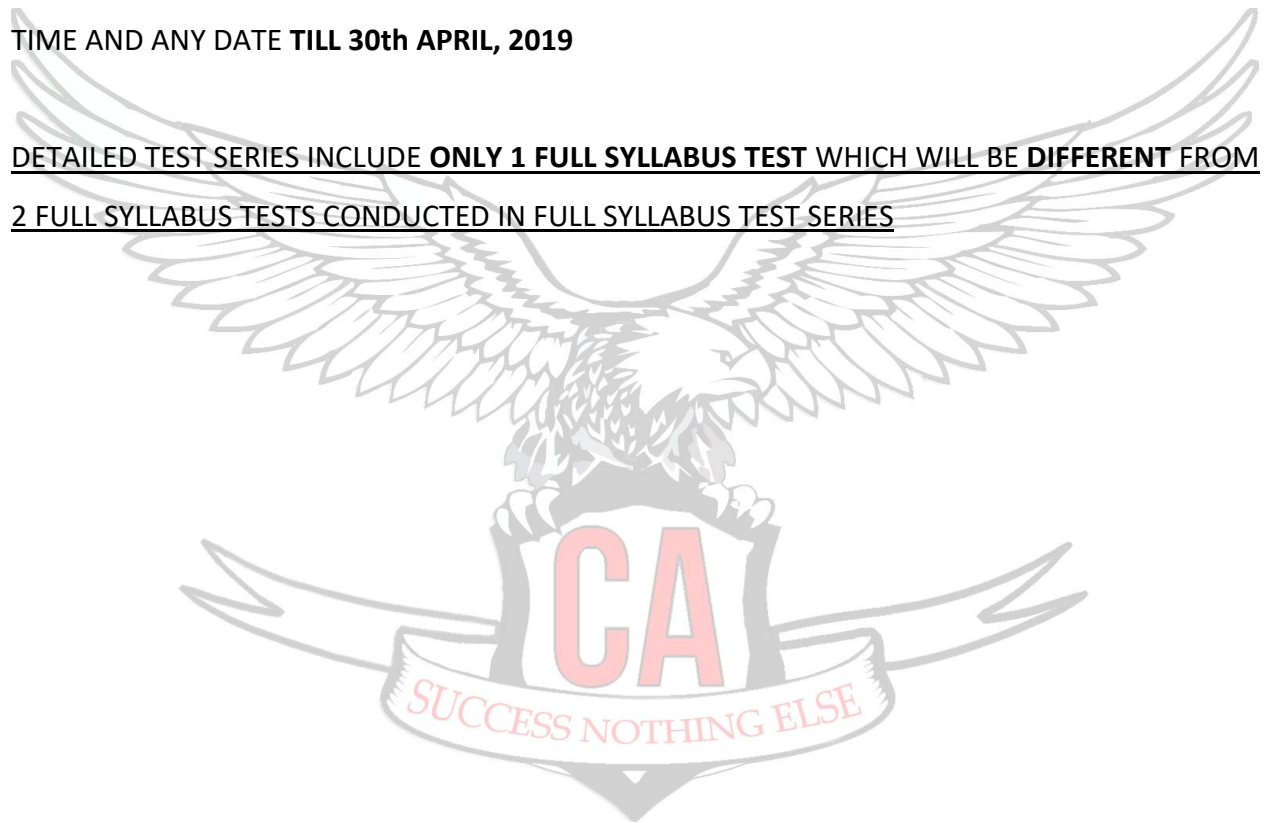 TIME AND ANY DATE TILL 30th APRIL, 2019
DETAILED TEST SERIES INCLUDE ONLY 1 FULL SYLLABUS TEST WHICH WILL BE DIFFERENT FROM
2 FULL SYLLABUS TESTS CONDUCTED IN FULL SYLLABUS TEST SERIES
CA
SUCCESS NOTHING ELSE